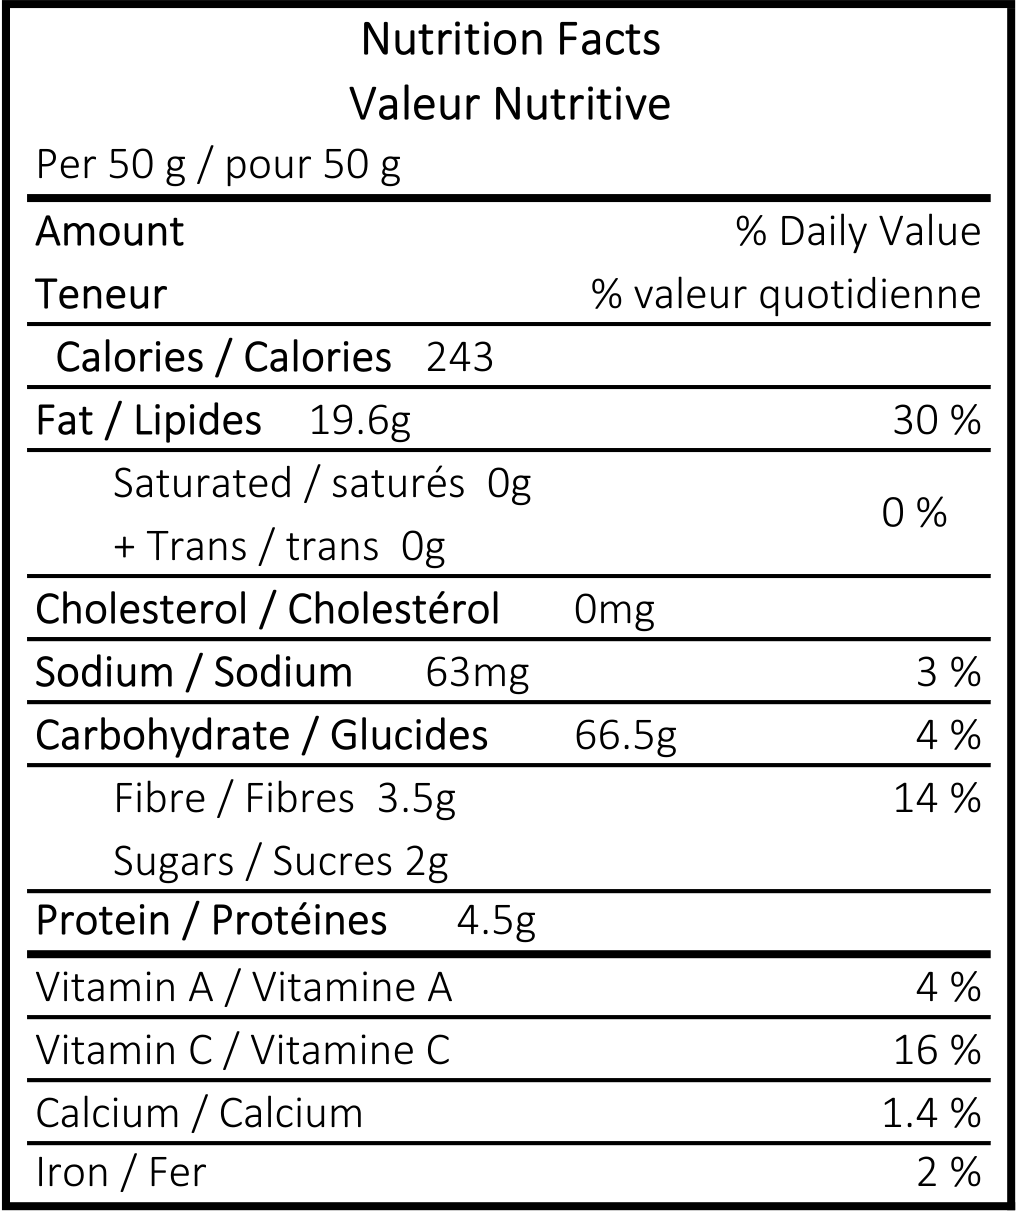 Nutrition Facts
Valeur Nutritive
Per 50 g / pour 50 g
Amount % Daily Value
Teneur % valeur quotidienne
Calories / Calories 243
Fat / Lipides 19.6g 30 %
Saturated / saturés 0g
0 %
+ Trans / trans 0g
Cholesterol / Cholestérol 0mg
Sodium / Sodium 63mg 3 %
Carbohydrate / Glucides 66.5g 4 %
Fibre / Fibres 3.5g 14 %
Sugars / Sucres 2g
Protein / Protéines 4.5g
Vitamin A / Vitamine A 4 %
Vitamin C / Vitamine C 16 %
Calcium / Calcium 1.4 %
Iron / Fer 2 %